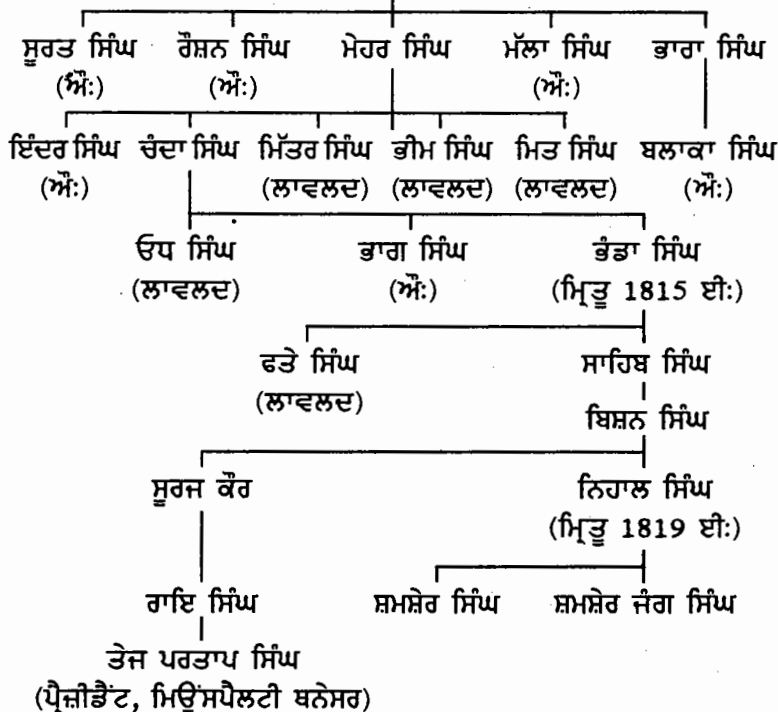 ਸੂਰਤ ਸਿੰਘ ਰੌਸ਼ਨ ਸਿੰਘ ਮੇਹਰ ਸਿੰਘ ਮੱਲਾ ਸਿੰਘ ਭਾਰਾ ਸਿੰਘ
(ਔ:) (ਔ:) (ਔ:)
ਇੰਦਰ ਸਿੰਘ ਚੰਦਾ ਸਿੰਘ ਮਿੱਤਰ ਸਿੰਘ ਭੀਮ ਸਿੰਘ ਮਿਤ ਸਿੰਘ ਬਲਾਕਾ ਸਿੰਘ
(ਔ:) (ਲਾਵਲਦ) (ਲਾਵਲਦ) (ਲਾਵਲਦ) (ਔ:)
ਓਧ ਸਿੰਘ ਭਾਗ ਸਿੰਘ ਭੰਡਾ ਸਿੰਘ
(ਲਾਵਲਦ) (ਔ:) (ਮ੍ਰਿਤੂ 1815 ਈ:)
ਫਤੇ ਸਿੰਘ ਸਾਹਿਬ ਸਿੰਘ
(ਲਾਵਲਦ)
ਬਿਸ਼ਨ ਸਿੰਘ
ਸੂਰਜ ਕੌਰ ਨਿਹਾਲ ਸਿੰਘ
(ਮ੍ਰਿਤੂ 1819 ਈ:)
ਰਾਇ ਸਿੰਘ ਸ਼ਮਸ਼ੇਰ ਸਿੰਘ ਸ਼ਮਸ਼ੇਰ ਜੰਗ ਸਿੰਘ
ਤੇਜ ਪਰਤਾਪ ਸਿੰਘ
(ਪ੍ਰੈਜ਼ੀਡੈਂਟ, ਮਿਉਂਸਪੈਲਟੀ ਥਨੇਸਰ)